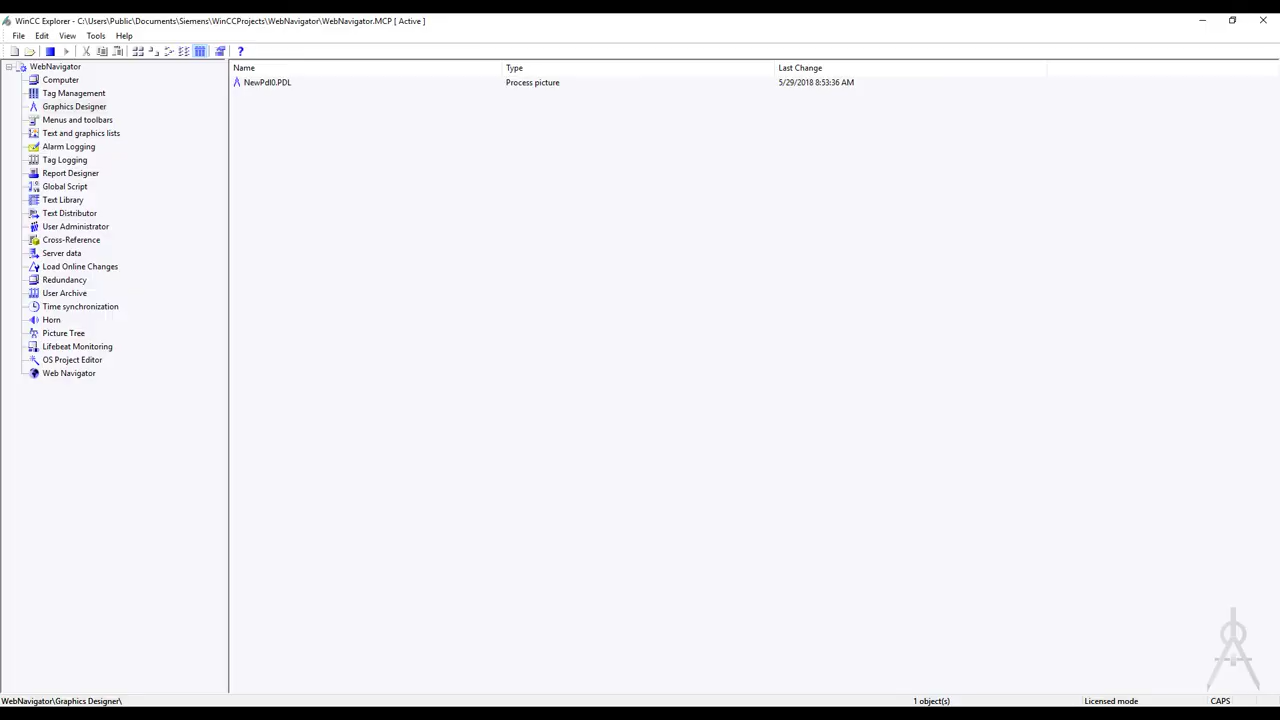 WinCC Explorer - C:\Users\Public\Documents\Siemens\WinCCProjects\WebNavigator\WebNavigator.MCP [ Active ]
File Edit View Tools Help
WebNavigator
Computer
Tag Management
Graphics Designer
Menus and toolbars
Text and graphics lists
Alarm Logging
Tag Logging
Report Designer
Global Script
Text Library
Text Distributor
User Administrator
Cross-Reference
Server data
Load Online Changes
Redundancy
User Archive
Time synchronization
Horn
Picture Tree
Lifebeat Monitoring
OS Project Editor
Web Navigator
Name Type Last Change
NewPdl0.PDL Process picture 5/29/2018 8:53:36 AM
WebNavigator\Graphics Designer\ 1 object(s) Licensed mode CAPS